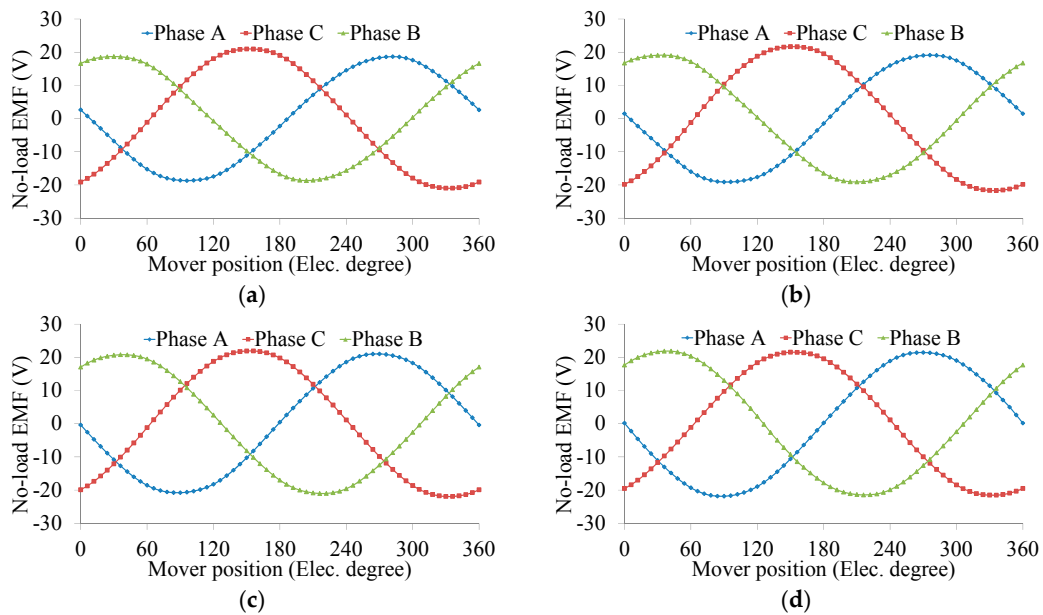 No-load EMF (V)
30
20
10
0
-10
-20
-30
Phase A Phase C Phase B
0 60 120 180 240 300 360
Mover position (Elec. degree)
(a)
No-load EMF (V)
30
20
10
0
-10
-20
-30
Phase A Phase C Phase B
0 60 120 180 240 300 360
Mover position (Elec. degree)
(b)
No-load EMF (V)
30
20
10
0
-10
-20
-30
Phase A Phase C Phase B
0 60 120 180 240 300 360
Mover position (Elec. degree)
(c)
No-load EMF (V)
30
20
10
0
-10
-20
-30
Phase A Phase C Phase B
0 60 120 180 240 300 360
Mover position (Elec. degree)
(d)